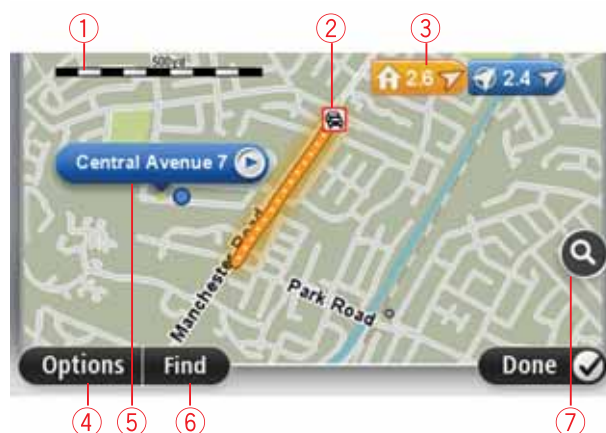 ① ② ③
500yd
2.6 2.4
Central Avenue 7
Manchester Road
Park Road
Options Find Done
④ ⑤ ⑥ ⑦